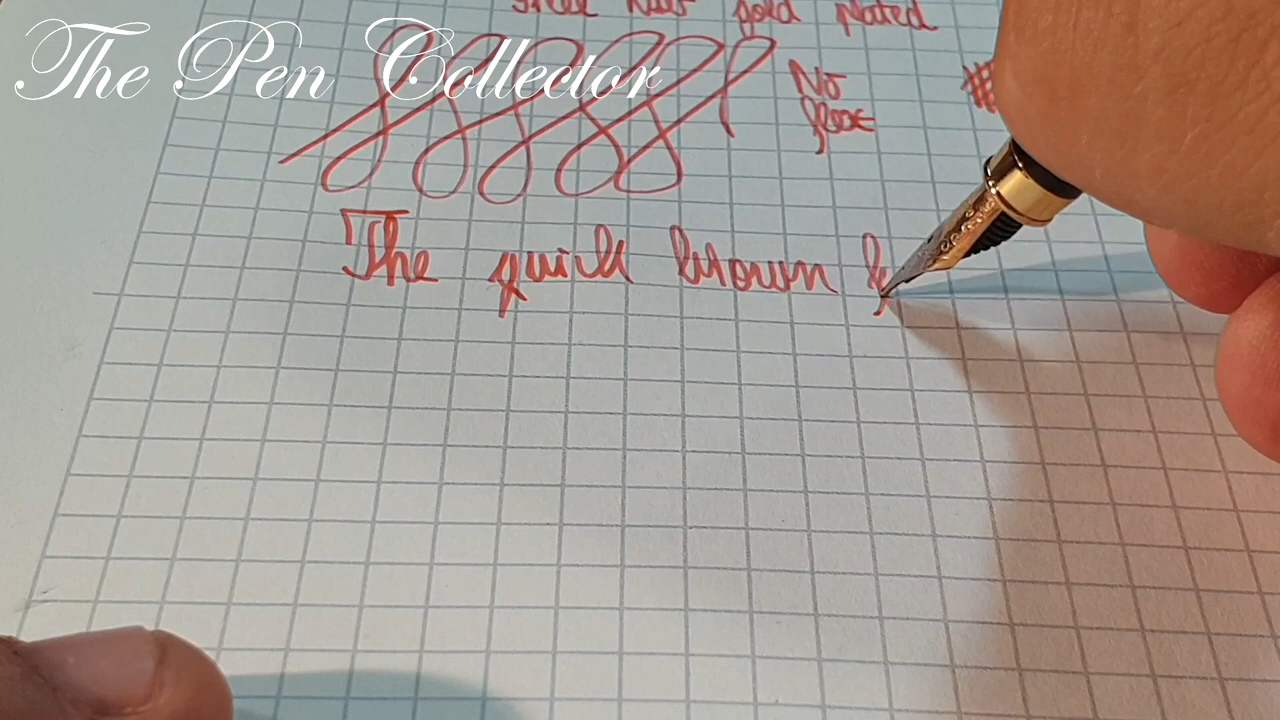 The Pen Collector
Steel Nib gold plated
No
flex
The quick brown f